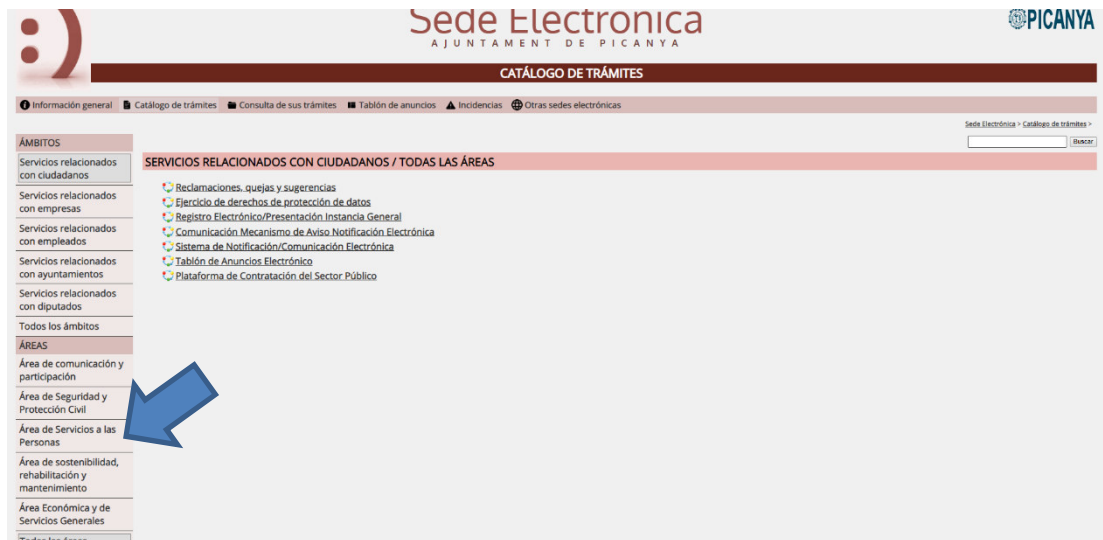 Sede Electrónica
AJUNTAMENT DE PICANYA
PICANYA
CATÁLOGO DE TRÁMITES
Información general Catálogo de trámites Consulta de sus trámites Tablón de anuncios Incidencias Otras sedes electrónicas
Sede Electrónica > Catálogo de trámites >
Buscar
ÁMBITOS
Servicios relacionados
con ciudadanos
Servicios relacionados
con empresas
Servicios relacionados
con empleados
Servicios relacionados
con ayuntamientos
Servicios relacionados
con diputados
Todos los ámbitos
ÁREAS
Área de comunicación y
participación
Área de Seguridad y
Protección Civil
Área de Servicios a las
Personas
Área de sostenibilidad,
rehabilitación y
mantenimiento
Área Económica y de
Servicios Generales
Todas las áreas
SERVICIOS RELACIONADOS CON CIUDADANOS / TODAS LAS ÁREAS
Reclamaciones, quejas y sugerencias
Ejercicio de derechos de protección de datos
Registro Electrónico/Presentación Instancia General
Comunicación Mecanismo de Aviso Notificación Electrónica
Sistema de Notificación/Comunicación Electrónica
Tablón de Anuncios Electrónico
Plataforma de Contratación del Sector Público